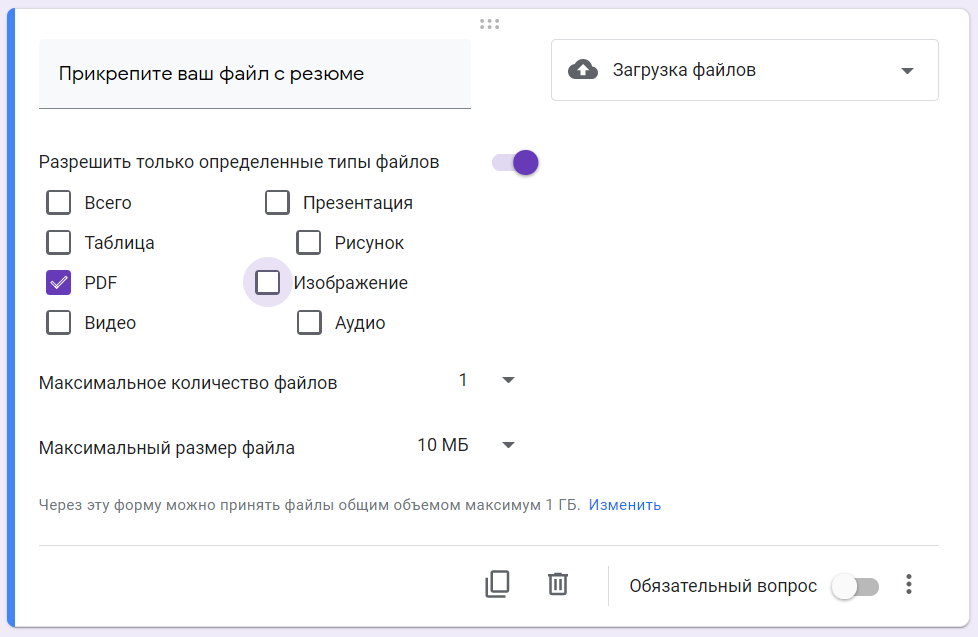 Прикрепите ваш файл с резюме
Загрузка файлов
Разрешить только определенные типы файлов
Всего Презентация
Таблица Рисунок
PDF Изображение
Видео Аудио
Максимальное количество файлов 1
Максимальный размер файла 10 МБ
Через эту форму можно принять файлы общим объемом максимум 1 ГБ. Изменить
Обязательный вопрос